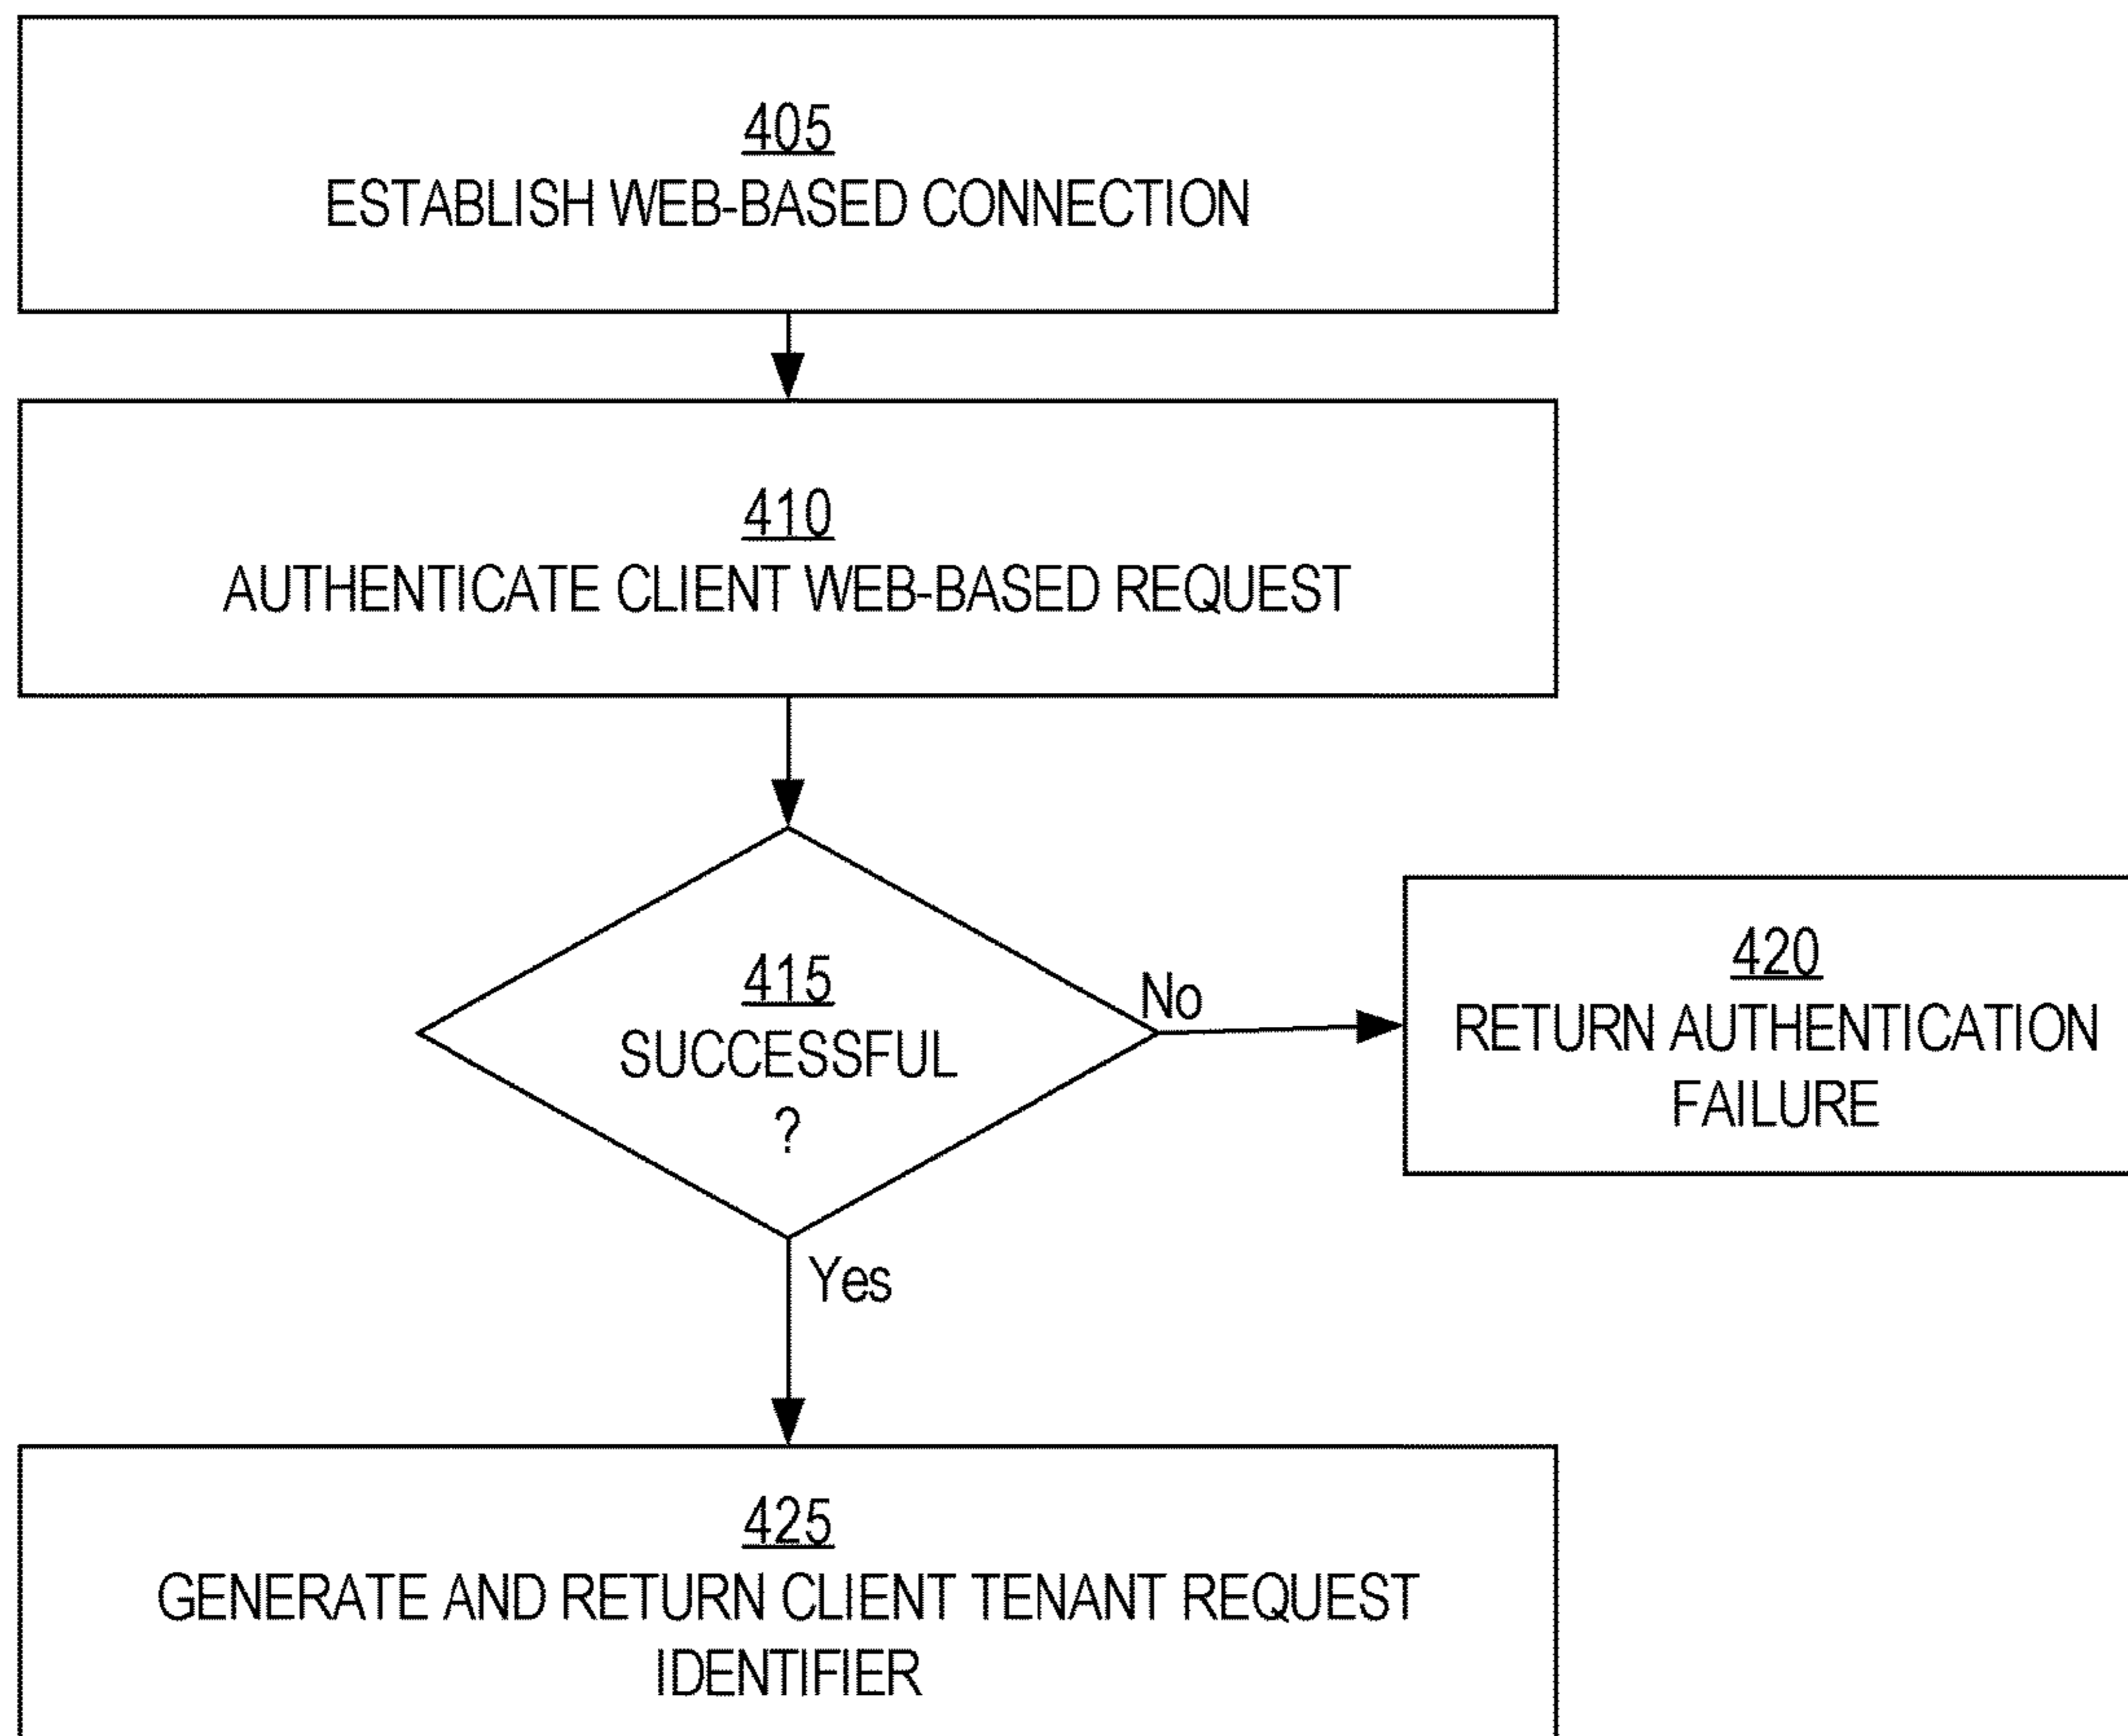 405
ESTABLISH WEB-BASED CONNECTION
410
AUTHENTICATE CLIENT WEB-BASED REQUEST
415
SUCCESSFUL
?
No
420
RETURN AUTHENTICATION
FAILURE
Yes
425
GENERATE AND RETURN CLIENT TENANT REQUEST
IDENTIFIER